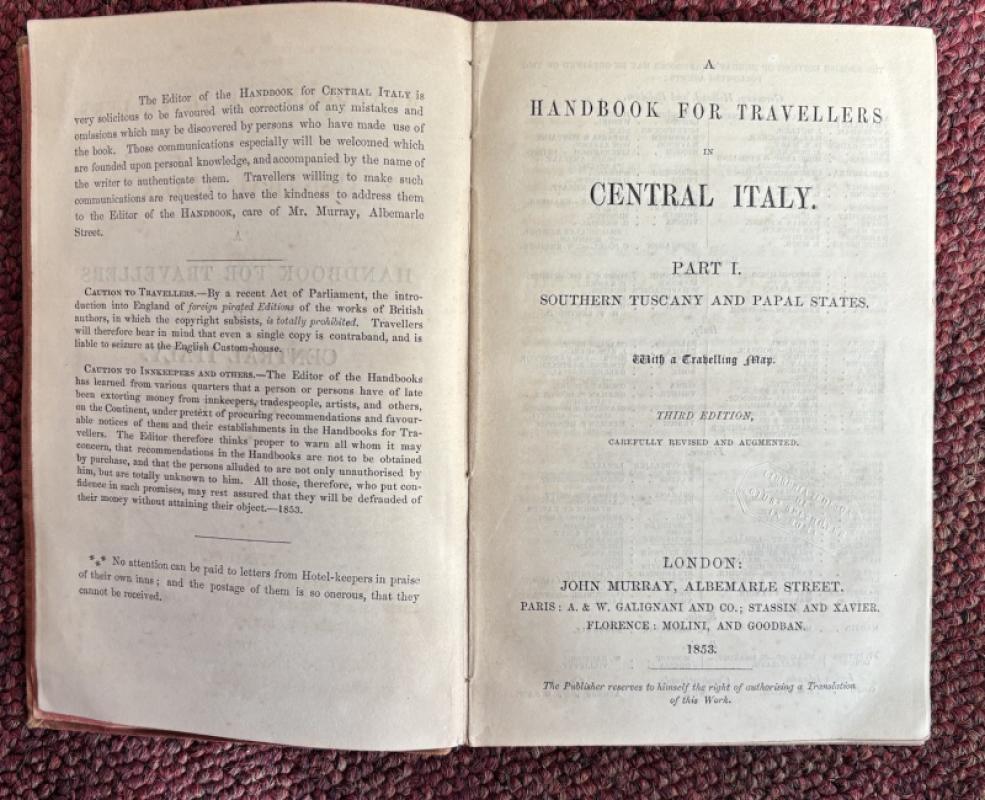 The Editor of the HANDBOOK for CENTRAL ITALY is
very solicitous to be favoured with corrections of any mistakes and
omissions which may be discovered by persons who have made use of
the book. Those communications especially will be welcomed which
are founded upon personal knowledge, and accompanied by the name of
the writer to authenticate them. Travellers willing to make such
communications are requested to have the kindness to address them
to the Editor of the HANDBOOK, care of Mr. Murray, Albemarle
Street.
CAUTION TO TRAVELLERS.—By a recent Act of Parliament, the intro-
duction into England of foreign pirated Editions of the works of British
authors, in which the copyright subsists, is totally prohibited. Travellers
will therefore bear in mind that even a single copy is contraband, and is
liable to seizure at the English Custom-house.
CAUTION TO INNKEEPERS AND OTHERS.—The Editor of the Handbooks
has learned from various quarters that a person or persons have of late
been extorting money from innkeepers, tradespeople, artists, and others,
on the Continent, under pretext of procuring recommendations and favour-
able notices of them and their establishments in the Handbooks for Tra-
vellers. The Editor therefore thinks proper to warn all whom it may
concern, that recommendations in the Handbooks are not to be obtained
by purchase, and that the persons alluded to are not only unauthorised by
him, but are totally unknown to him. All those, therefore, who put con-
fidence in such promises, may rest assured that they will be defrauded of
their money without attaining their object.—1853.
*** No attention can be paid to letters from Hotel-keepers in praise
of their own inns; and the postage of them is so onerous, that they
cannot be received.
A
HANDBOOK FOR TRAVELLERS
IN
CENTRAL ITALY.
PART I.
SOUTHERN TUSCANY AND PAPAL STATES.
With a Travelling Map.
THIRD EDITION,
CAREFULLY REVISED AND AUGMENTED.
LONDON:
JOHN MURRAY, ALBEMARLE STREET.
PARIS: A. & W. GALIGNANI AND CO.; STASSIN AND XAVIER.
FLORENCE: MOLINI, AND GOODBAN.
1853.
The Publisher reserves to himself the right of authorising a Translation
of this Work.